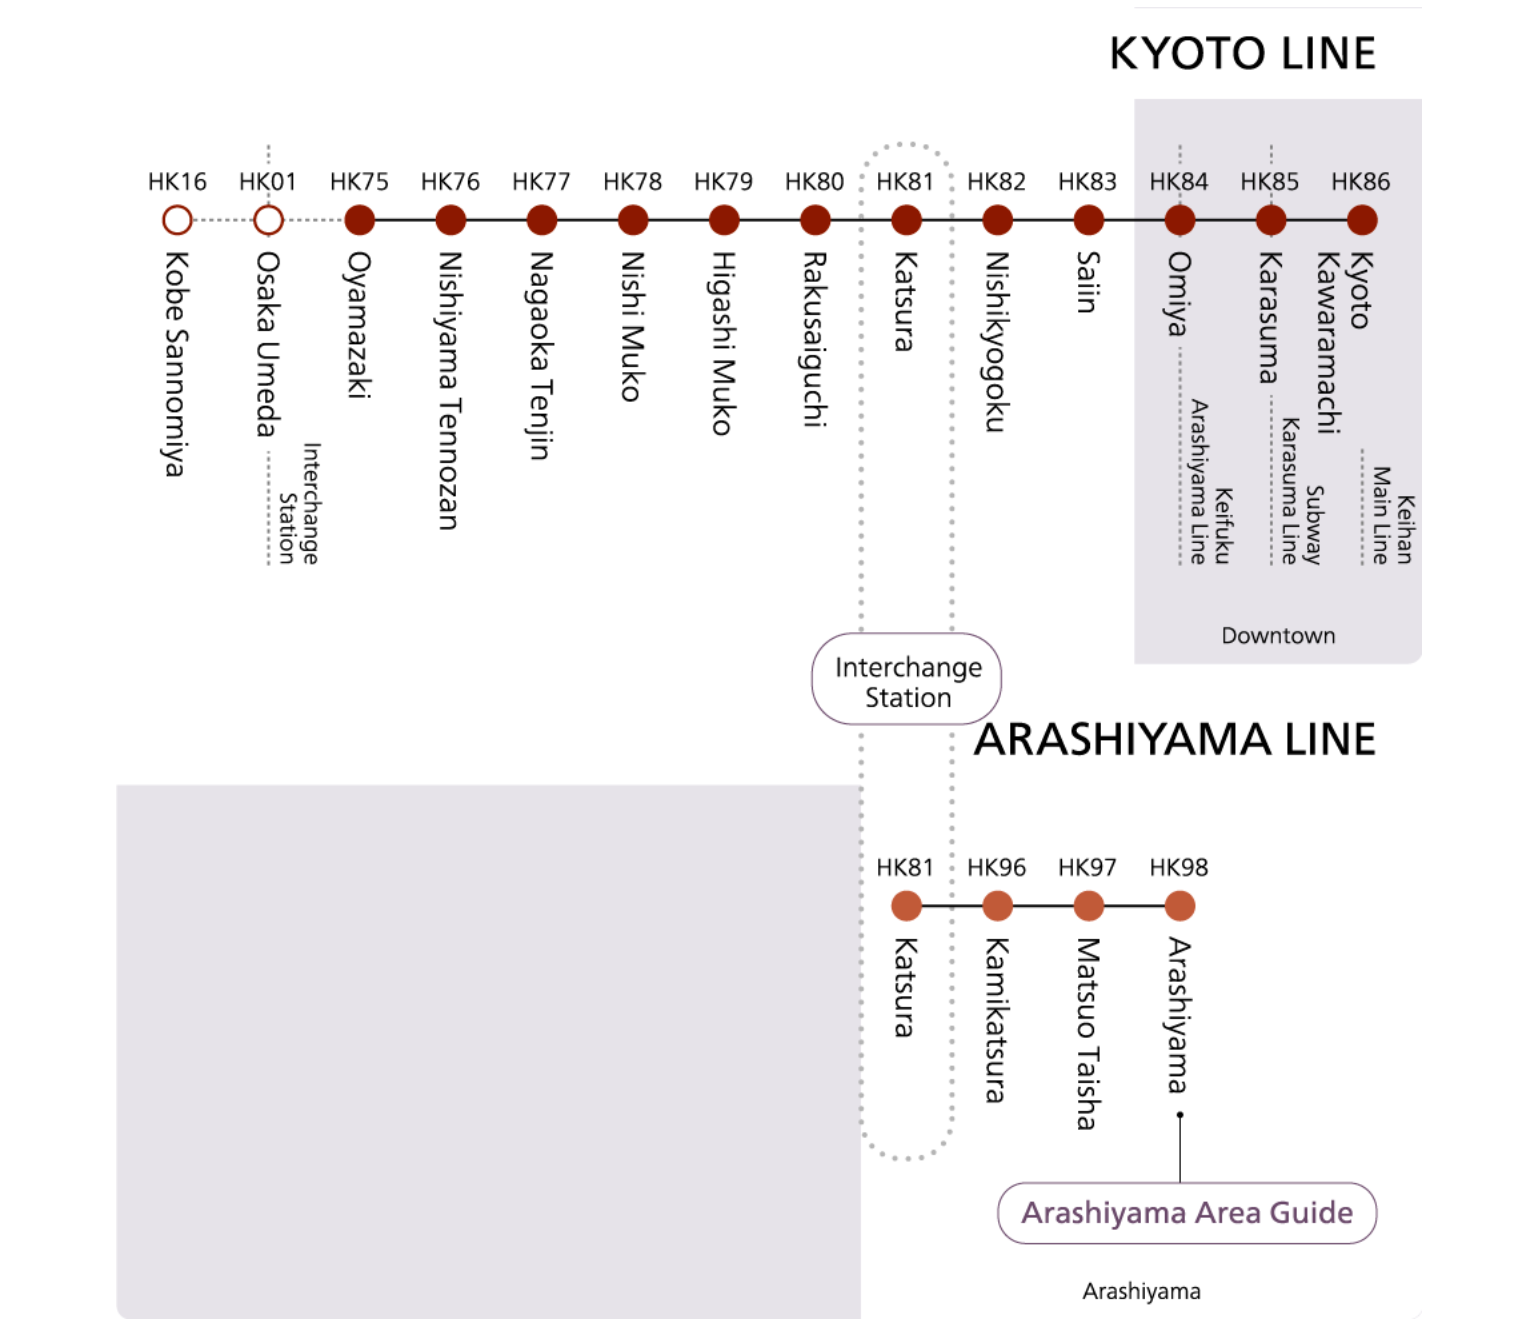 KYOTO LINE
HK16
HK01
HK75
HK76
HK77
HK78
HK79
HK80
HK81
HK82
HK83
HK84
HK85
HK86
Kobe Sannomiya
Osaka Umeda
Oyamazaki
Nishiyama Tennozan
Nagaoka Tenjin
Nishi Muko
Higashi Muko
Rakusaiguchi
Katsura
Nishikyogoku
Saiin
Omiya
Karasuma
Kyoto
Kawaramachi
Interchange
Station
Keifuku
Arashiyama Line
Subway
Karasuma Line
Keihan
Main Line
Downtown
Interchange
Station
ARASHIYAMA LINE
HK81
HK96
HK97
HK98
Katsura
Kamikatsura
Matsuo Taisha
Arashiyama
Arashiyama Area Guide
Arashiyama